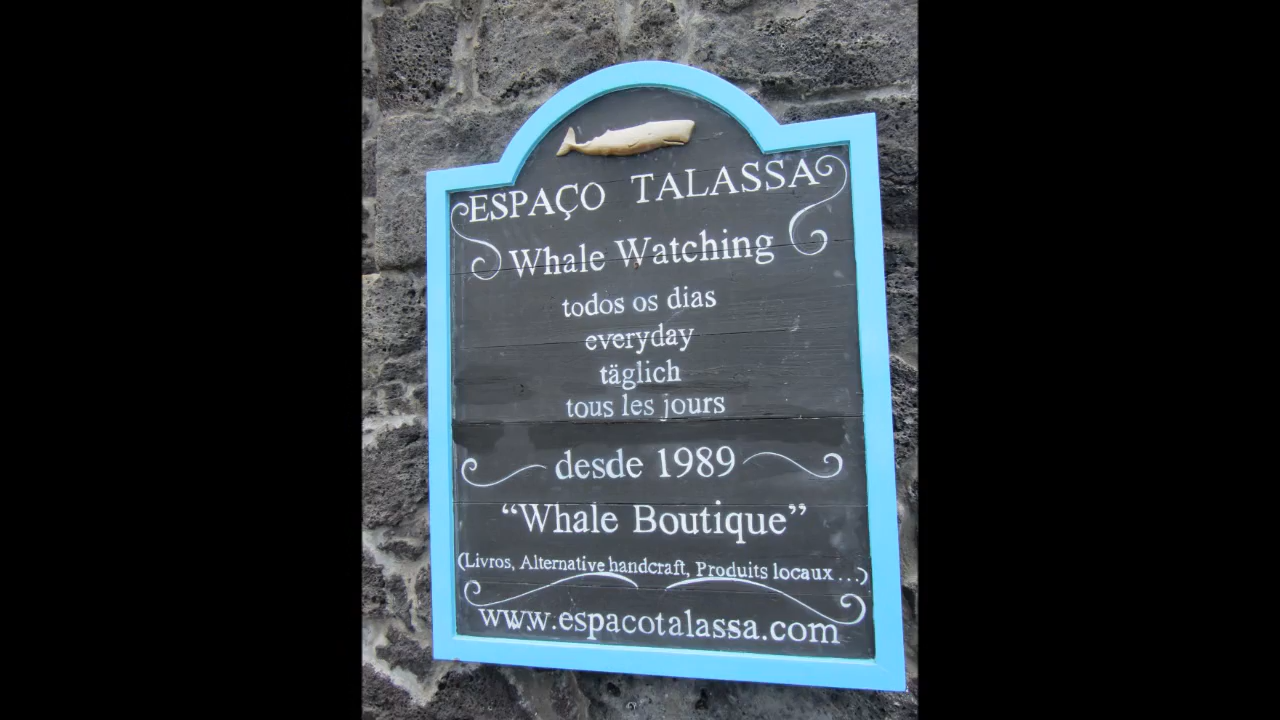 ESPAÇO TALASSA
Whale Watching
todos os dias
everyday
täglich
tous les jours
desde 1989
“Whale Boutique”
(Livros, Alternative handcraft, Produits locaux...)
www.espacotalassa.com